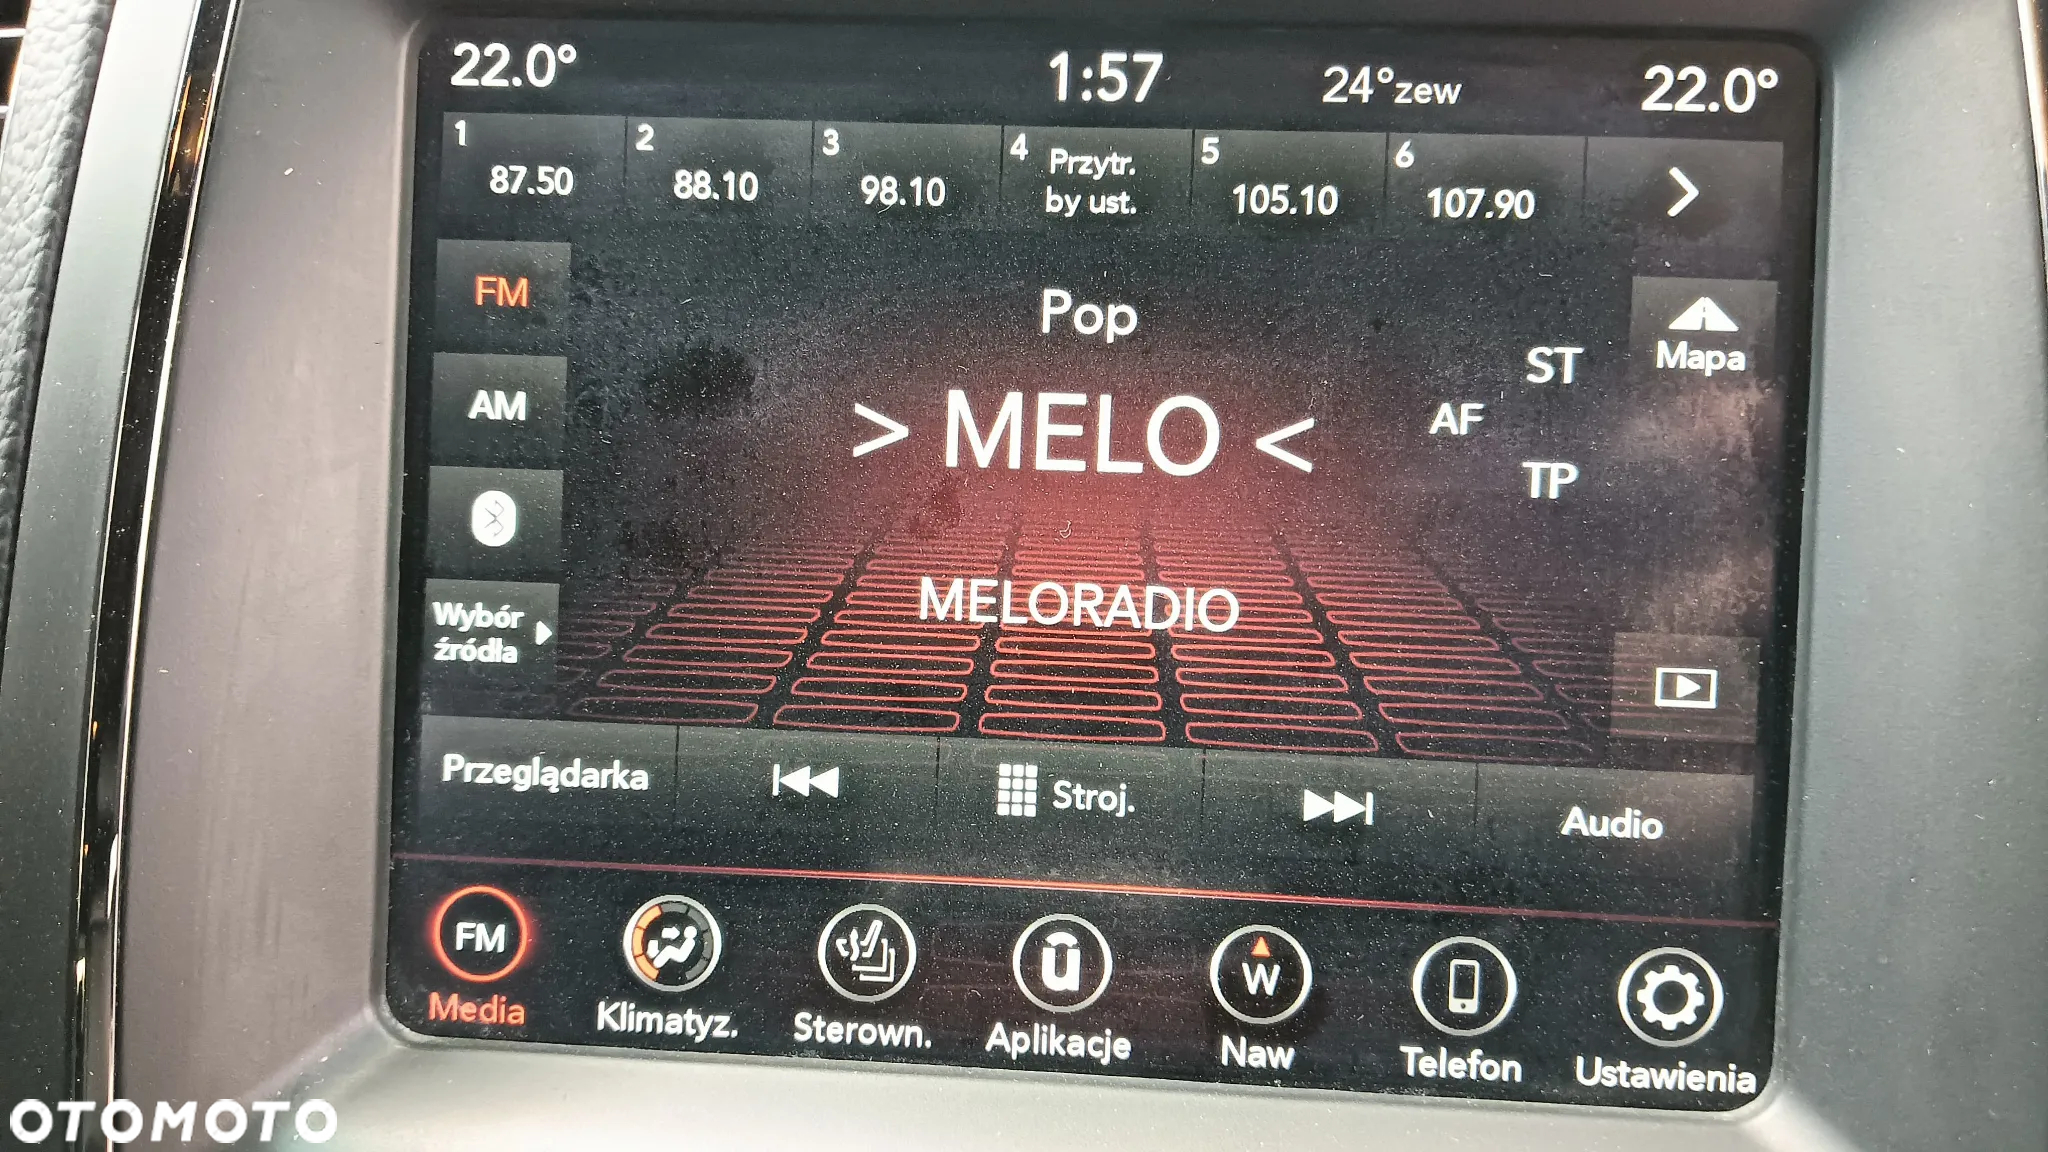 22.0° 1:57 24°zew 22.0°
1 2 3 4 5 6
87.50 88.10 98.10 Przytr. 105.10 107.90
by ust.
FM
Pop
Mapa
ST
AM
> MELO <
AF
TP
MELORADIO
Wybór
źródła
Przeglądarka Stroj. Audio
FM W
Media Klimatyz. Sterown. Aplikacje Naw Telefon Ustawienia
OTOMOTO